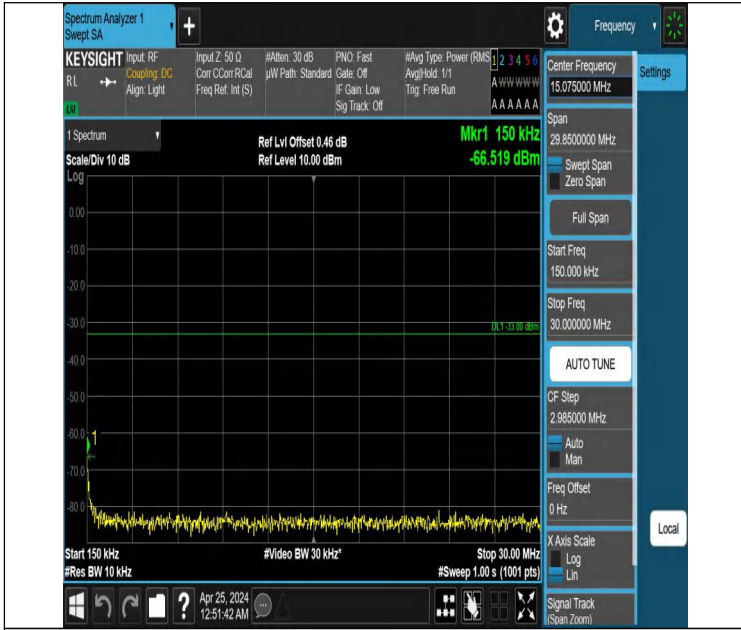 Spectrum Analyzer 1
Swept SA
+
Frequency
KEYSIGHT
RL
Input: RF
Coupling: DC
Align: Light
Input Z: 50 Ω
Corr CCorr RCal
Freq Ref: Int (S)
#Atten: 30 dB
µW Path: Standard
PNO: Fast
Gate: Off
IF Gain: Low
Sig Track: Off
#Avg Type: Power (RMS
Avg|Hold: 1/1
Trig: Free Run
1 2 3 4 5 6
A W W W W W
A A A A A A
1 Spectrum
Scale/Div 10 dB
Ref Lvl Offset 0.46 dB
Ref Level 10.00 dBm
Mkr1 150 kHz
-66.519 dBm
Log
0.00
-10.0
-20.0
-30.0
-40.0
-50.0
-60.0
-70.0
-80.0
DL1 -33.00 dBm
1
Start 150 kHz
#Res BW 10 kHz
#Video BW 30 kHz*
Stop 30.00 MHz
#Sweep 1.00 s (1001 pts)
?
Apr 25, 2024
12:51:42 AM
Center Frequency
15.075000 MHz
Settings
Span
29.8500000 MHz
Swept Span
Zero Span
Full Span
Start Freq
150.000 kHz
Stop Freq
30.000000 MHz
AUTO TUNE
CF Step
2.985000 MHz
Auto
Man
Freq Offset
0 Hz
X Axis Scale
Log
Lin
Signal Track
(Span Zoom)
Local